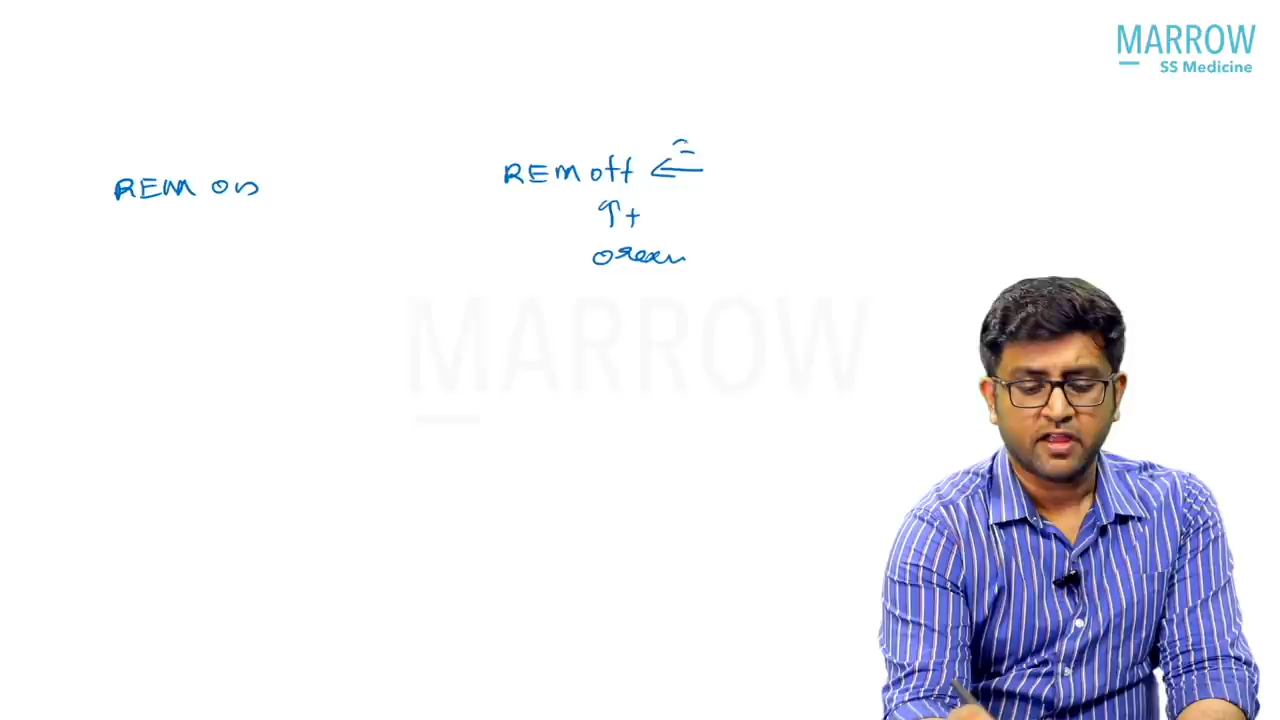 MARROW
SS Medicine
REM on
REM off ⇐ -
↑ +
orexin
MARROW